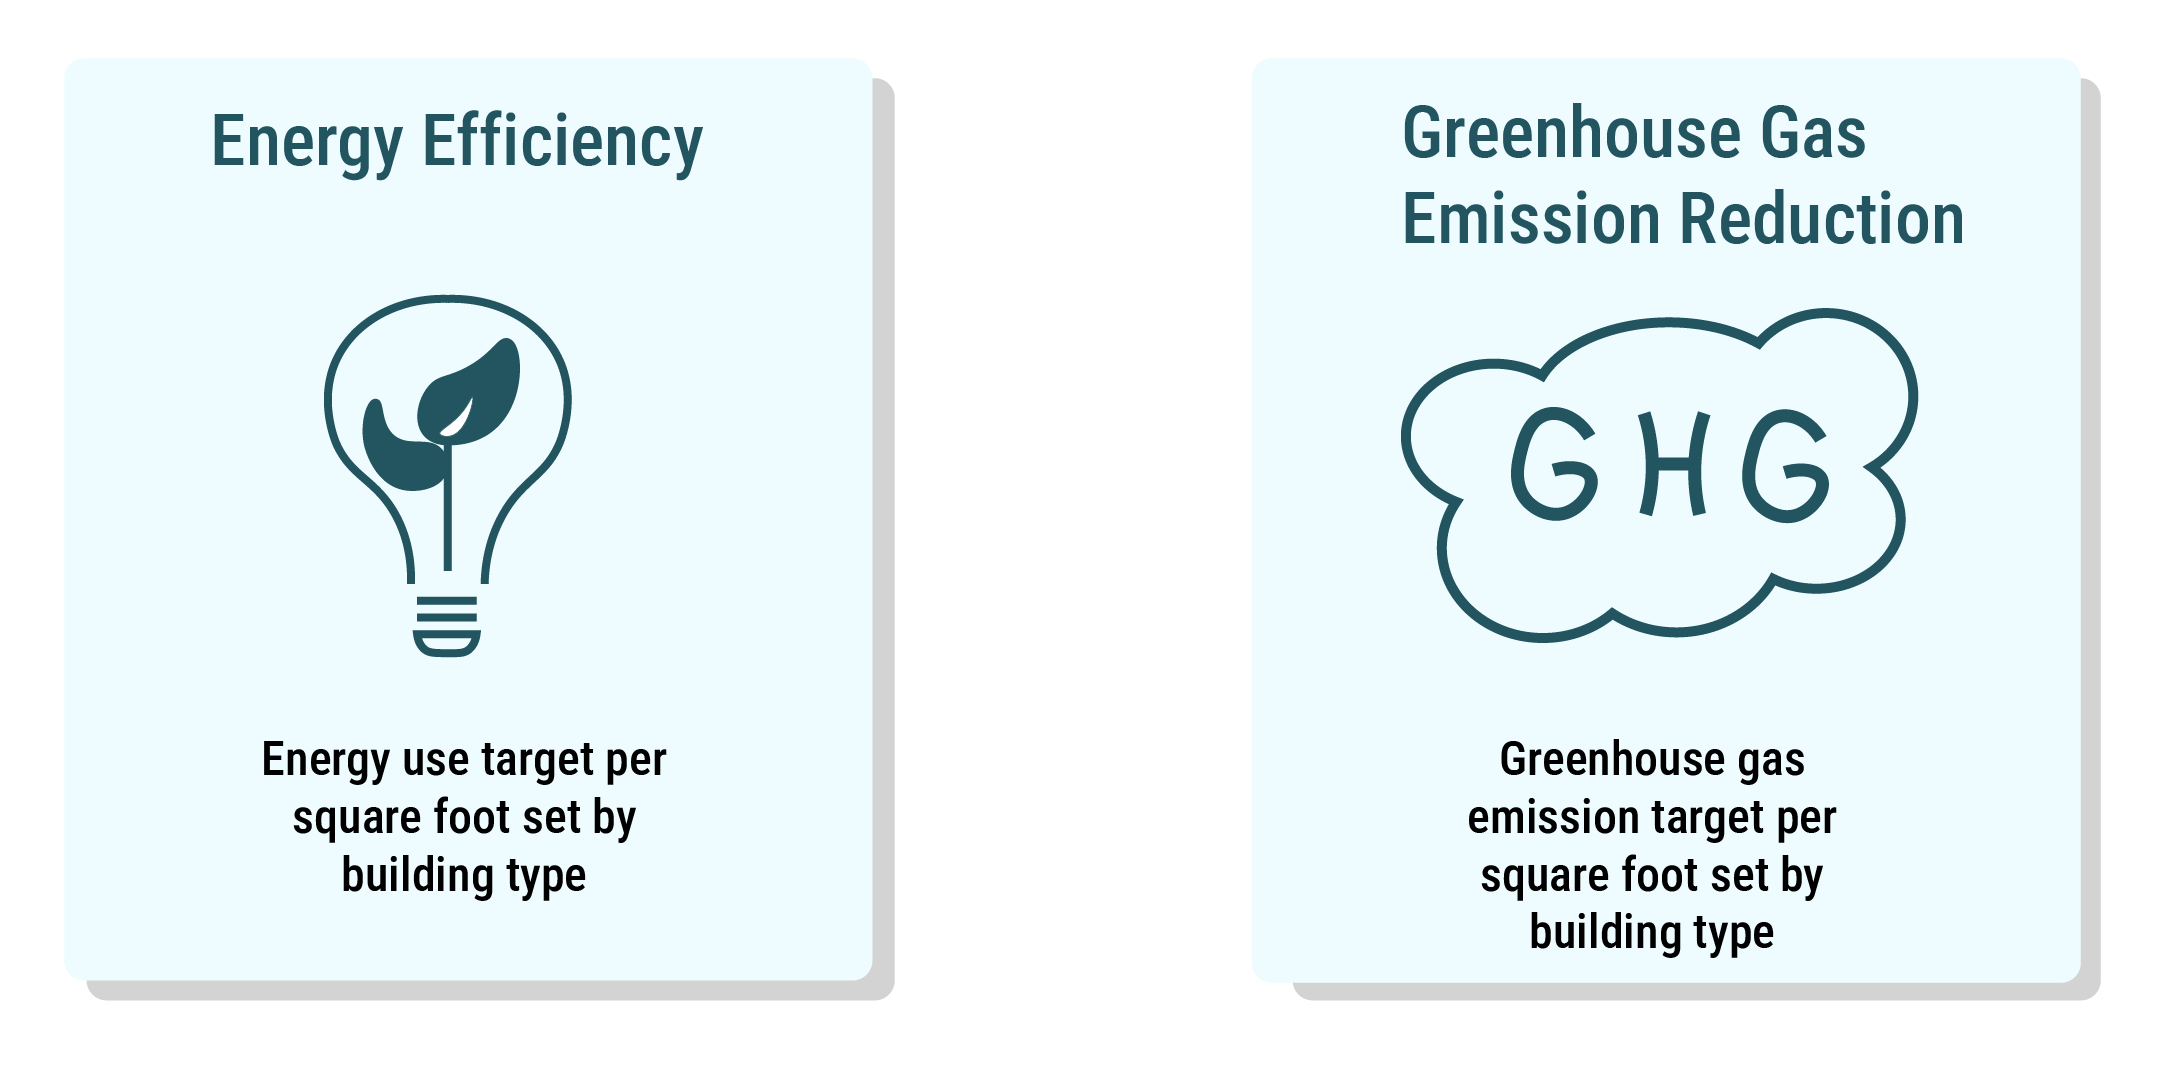 Energy Efficiency
Energy use target per
square foot set by
building type
Greenhouse Gas
Emission Reduction
GHG
Greenhouse gas
emission target per
square foot set by
building type